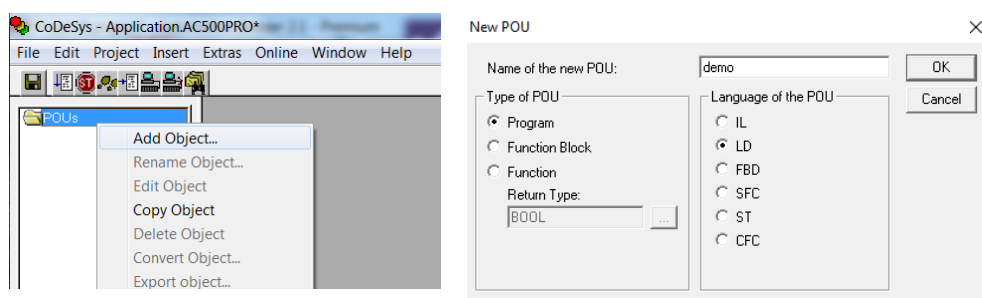 CoDeSys - Application.AC500PRO*
File Edit Project Insert Extras Online Window Help
POUs
Add Object...
Rename Object...
Edit Object
Copy Object
Delete Object
Convert Object...
Export object...
New POU
Name of the new POU:
demo
OK
Cancel
Type of POU
Program
Function Block
Function
Return Type:
BOOL
...
Language of the POU
IL
LD
FBD
SFC
ST
CFC